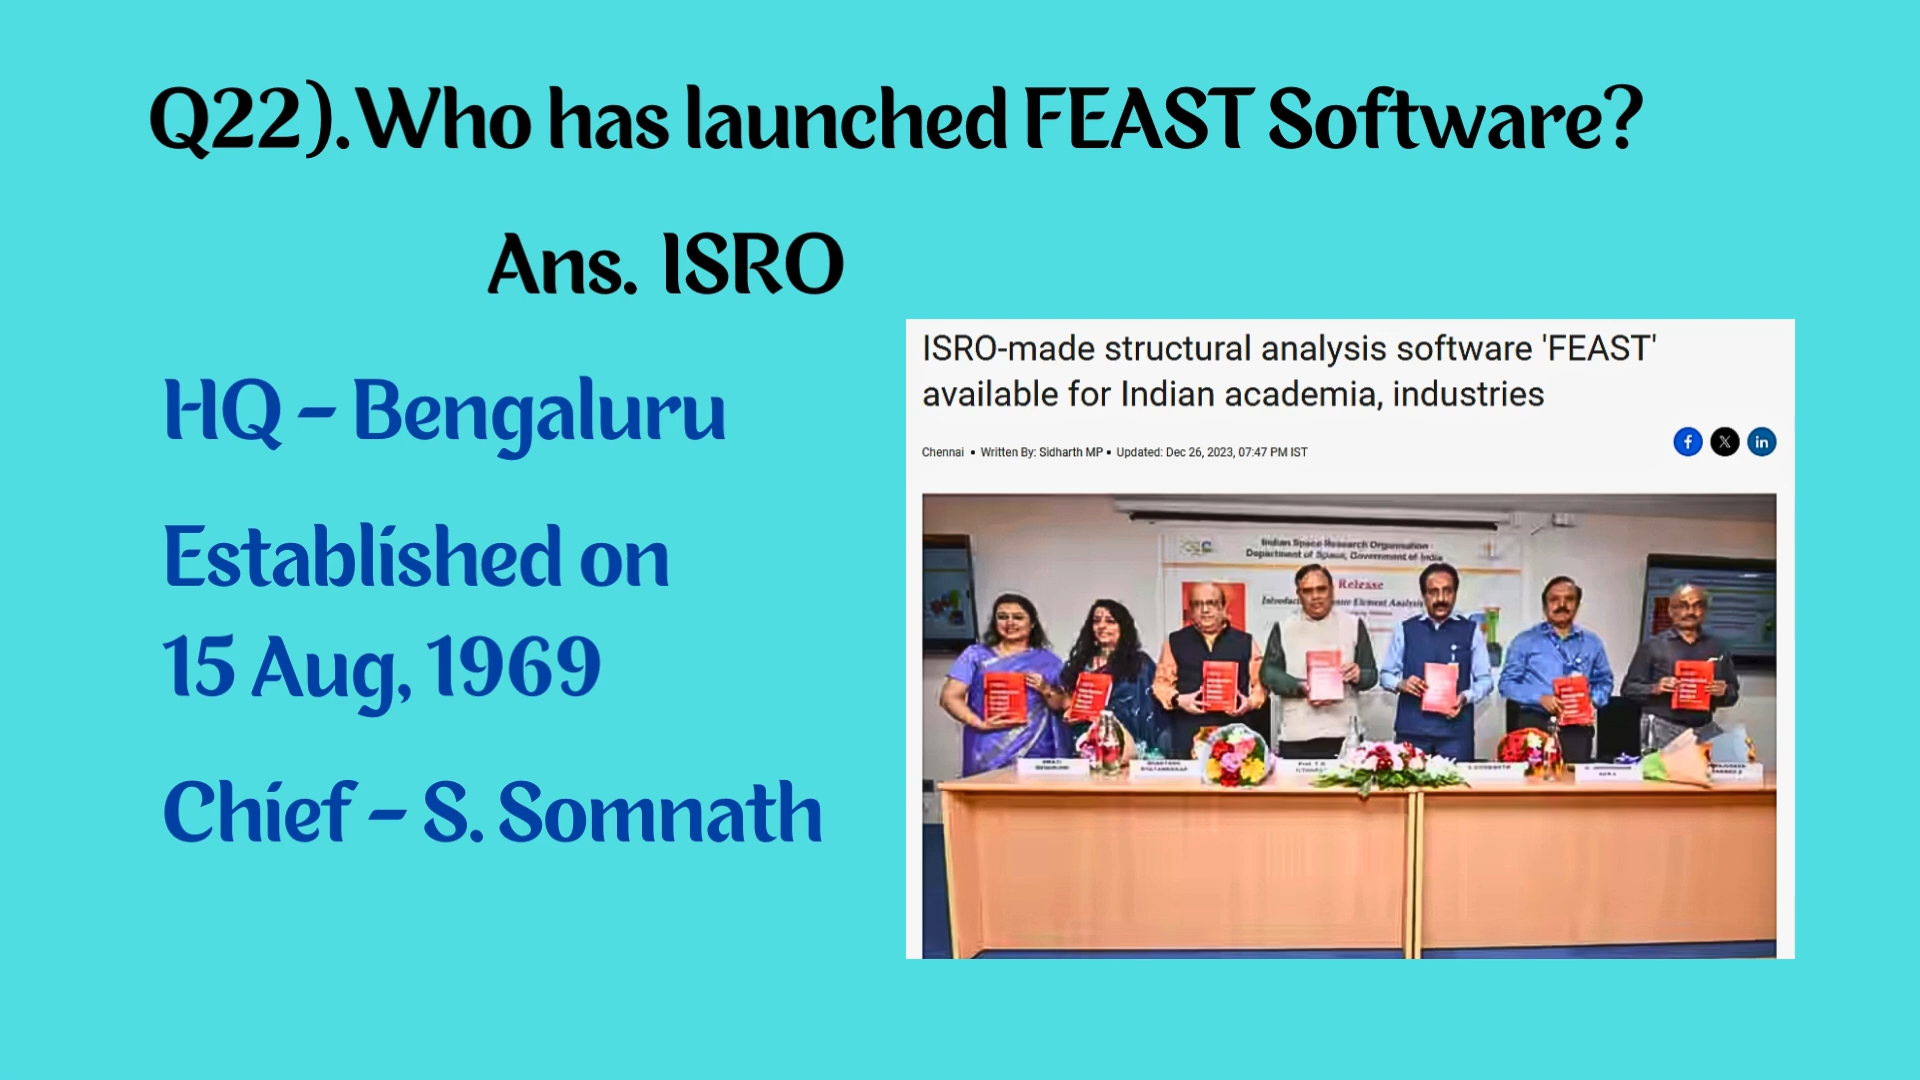 Q22).Who has launched FEAST Software?
Ans. ISRO
HQ - Bengaluru
Established on
15 Aug, 1969
Chief - S. Somnath
ISRO-made structural analysis software 'FEAST'
available for Indian academia, industries
Chennai • Written By: Sidharth MP • Updated: Dec 26, 2023, 07:47 PM IST
Indian Space Research Organisation
Department of Space, Government of India
Release
Element Analysis